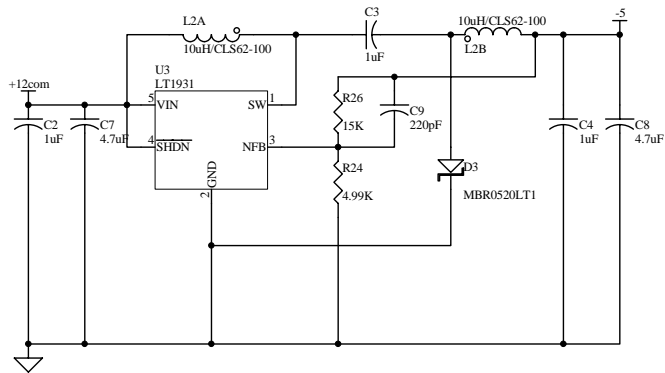 L2A
10uH/CLS62-100
C3
1uF
10uH/CLS62-100
L2B
-5
+12com
U3
LT1931
5 VIN
SW 1
4 SHDN
NFB 3
GND
2
C2
1uF
C7
4.7uF
R26
15K
C9
220pF
R24
4.99K
D3
MBR0520LT1
C4
1uF
C8
4.7uF